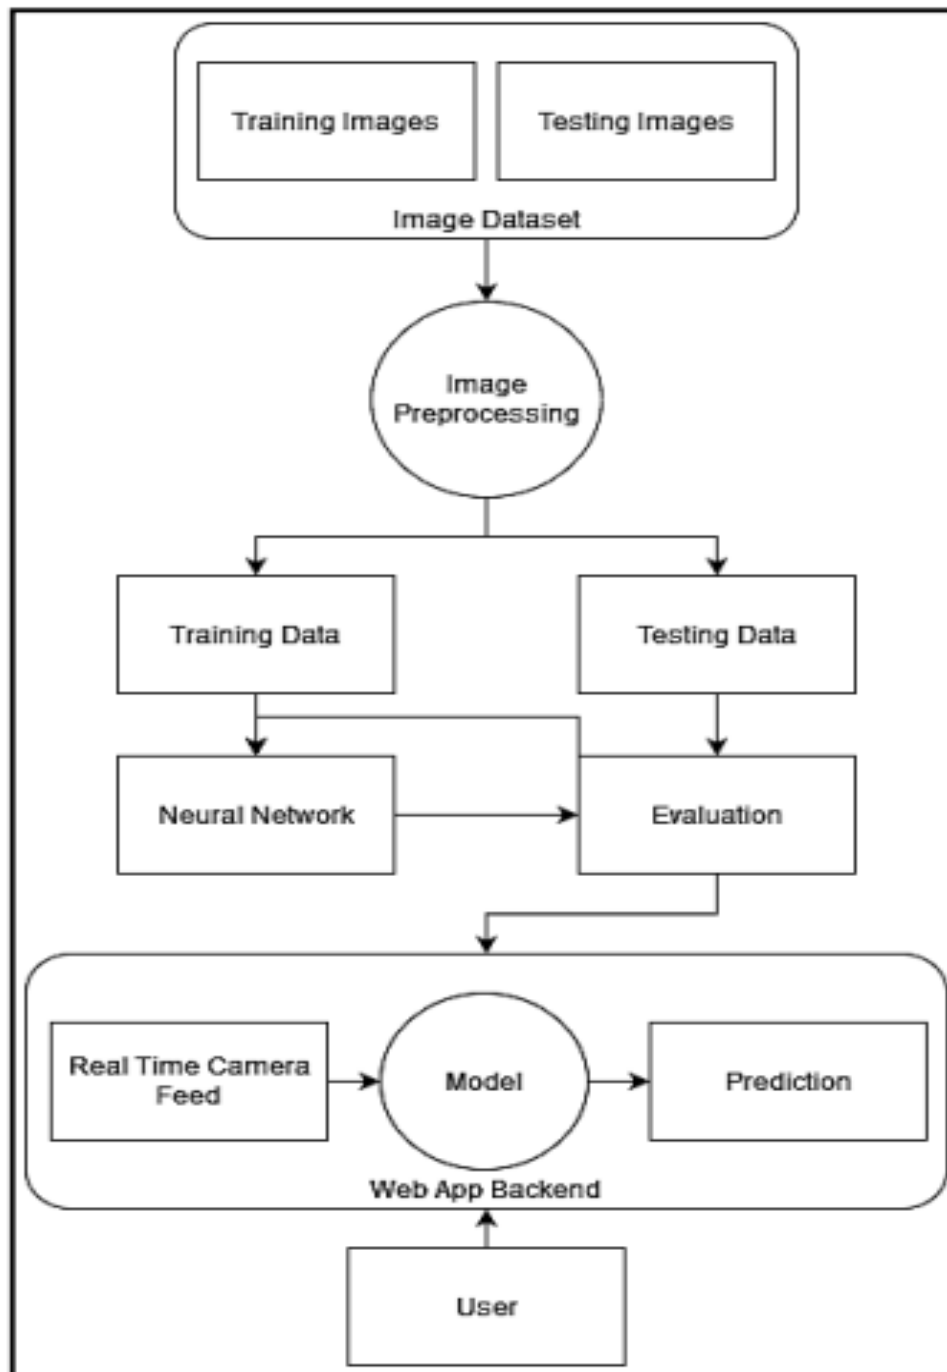 Training Images
Testing Images
Image Dataset
Image
Preprocessing
Training Data
Testing Data
Neural Network
Evaluation
Real Time Camera
Feed
Model
Prediction
Web App Backend
User